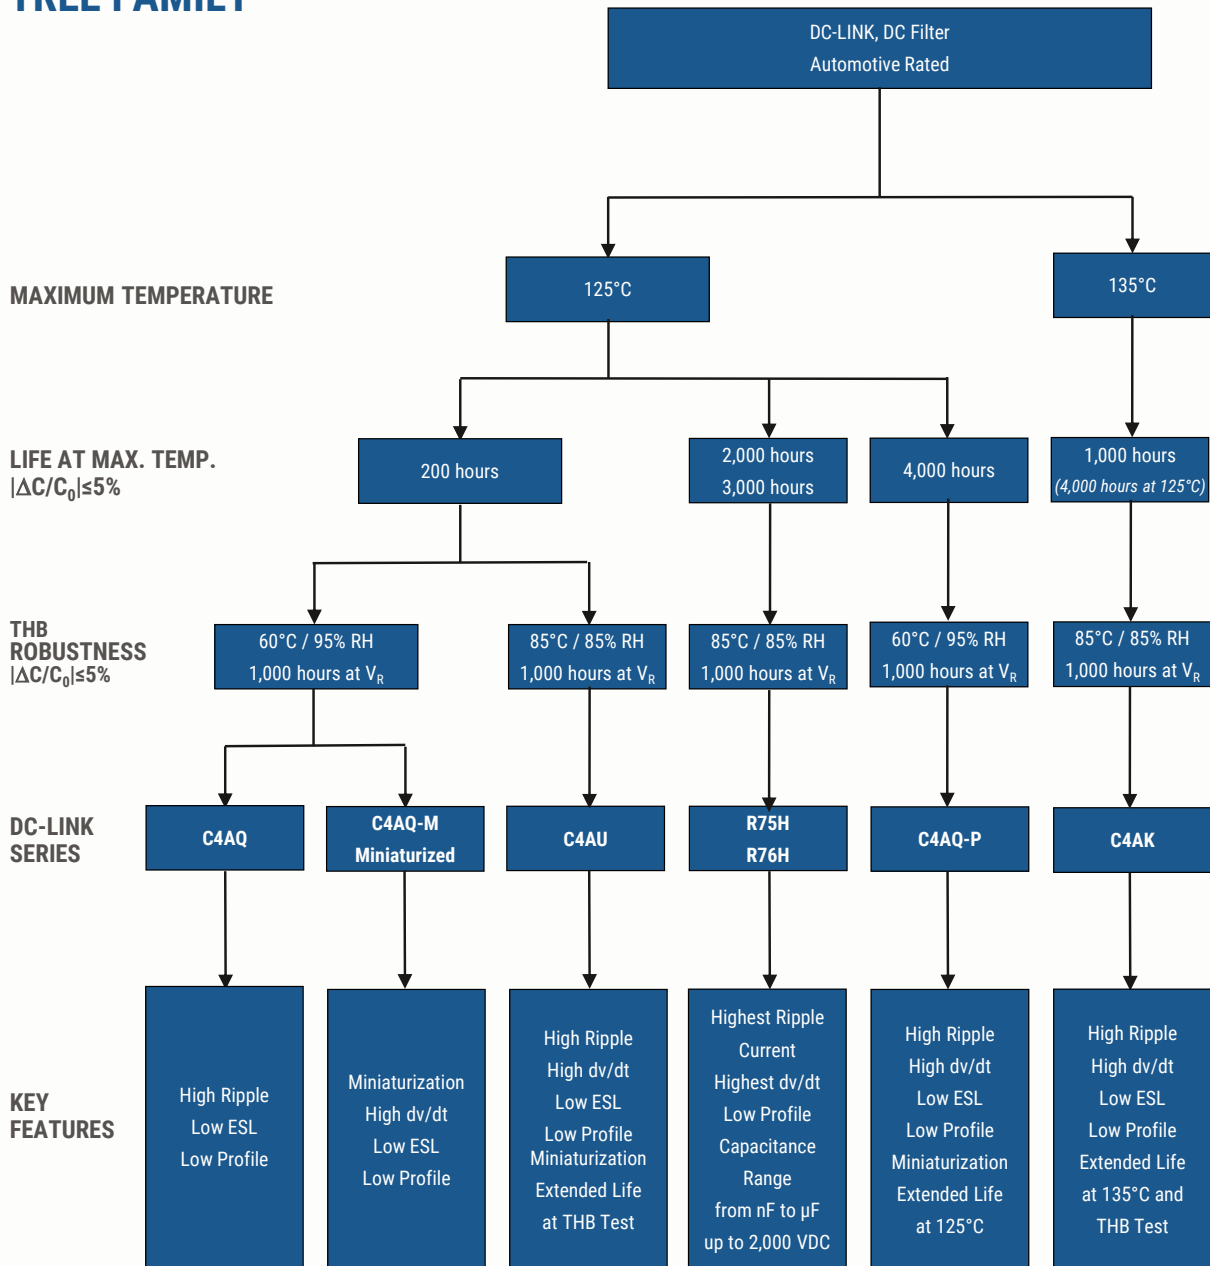 TREE FAMILY
DC-LINK, DC Filter
Automotive Rated
MAXIMUM TEMPERATURE
125°C
135°C
LIFE AT MAX. TEMP.
|ΔC/C₀|≤5%
200 hours
2,000 hours
3,000 hours
4,000 hours
1,000 hours
(4,000 hours at 125°C)
THB
ROBUSTNESS
|ΔC/C₀|≤5%
60°C / 95% RH
1,000 hours at VR
85°C / 85% RH
1,000 hours at VR
85°C / 85% RH
1,000 hours at VR
60°C / 95% RH
1,000 hours at VR
85°C / 85% RH
1,000 hours at VR
DC-LINK
SERIES
C4AQ
C4AQ-M
Miniaturized
C4AU
R75H
R76H
C4AQ-P
C4AK
KEY
FEATURES
High Ripple
Low ESL
Low Profile
Miniaturization
High dv/dt
Low ESL
Low Profile
High Ripple
High dv/dt
Low ESL
Low Profile
Miniaturization
Extended Life
at THB Test
Highest Ripple
Current
Highest dv/dt
Low Profile
Capacitance
Range
from nF to µF
up to 2,000 VDC
High Ripple
High dv/dt
Low ESL
Low Profile
Miniaturization
Extended Life
at 125°C
High Ripple
High dv/dt
Low ESL
Low Profile
Extended Life
at 135°C and
THB Test